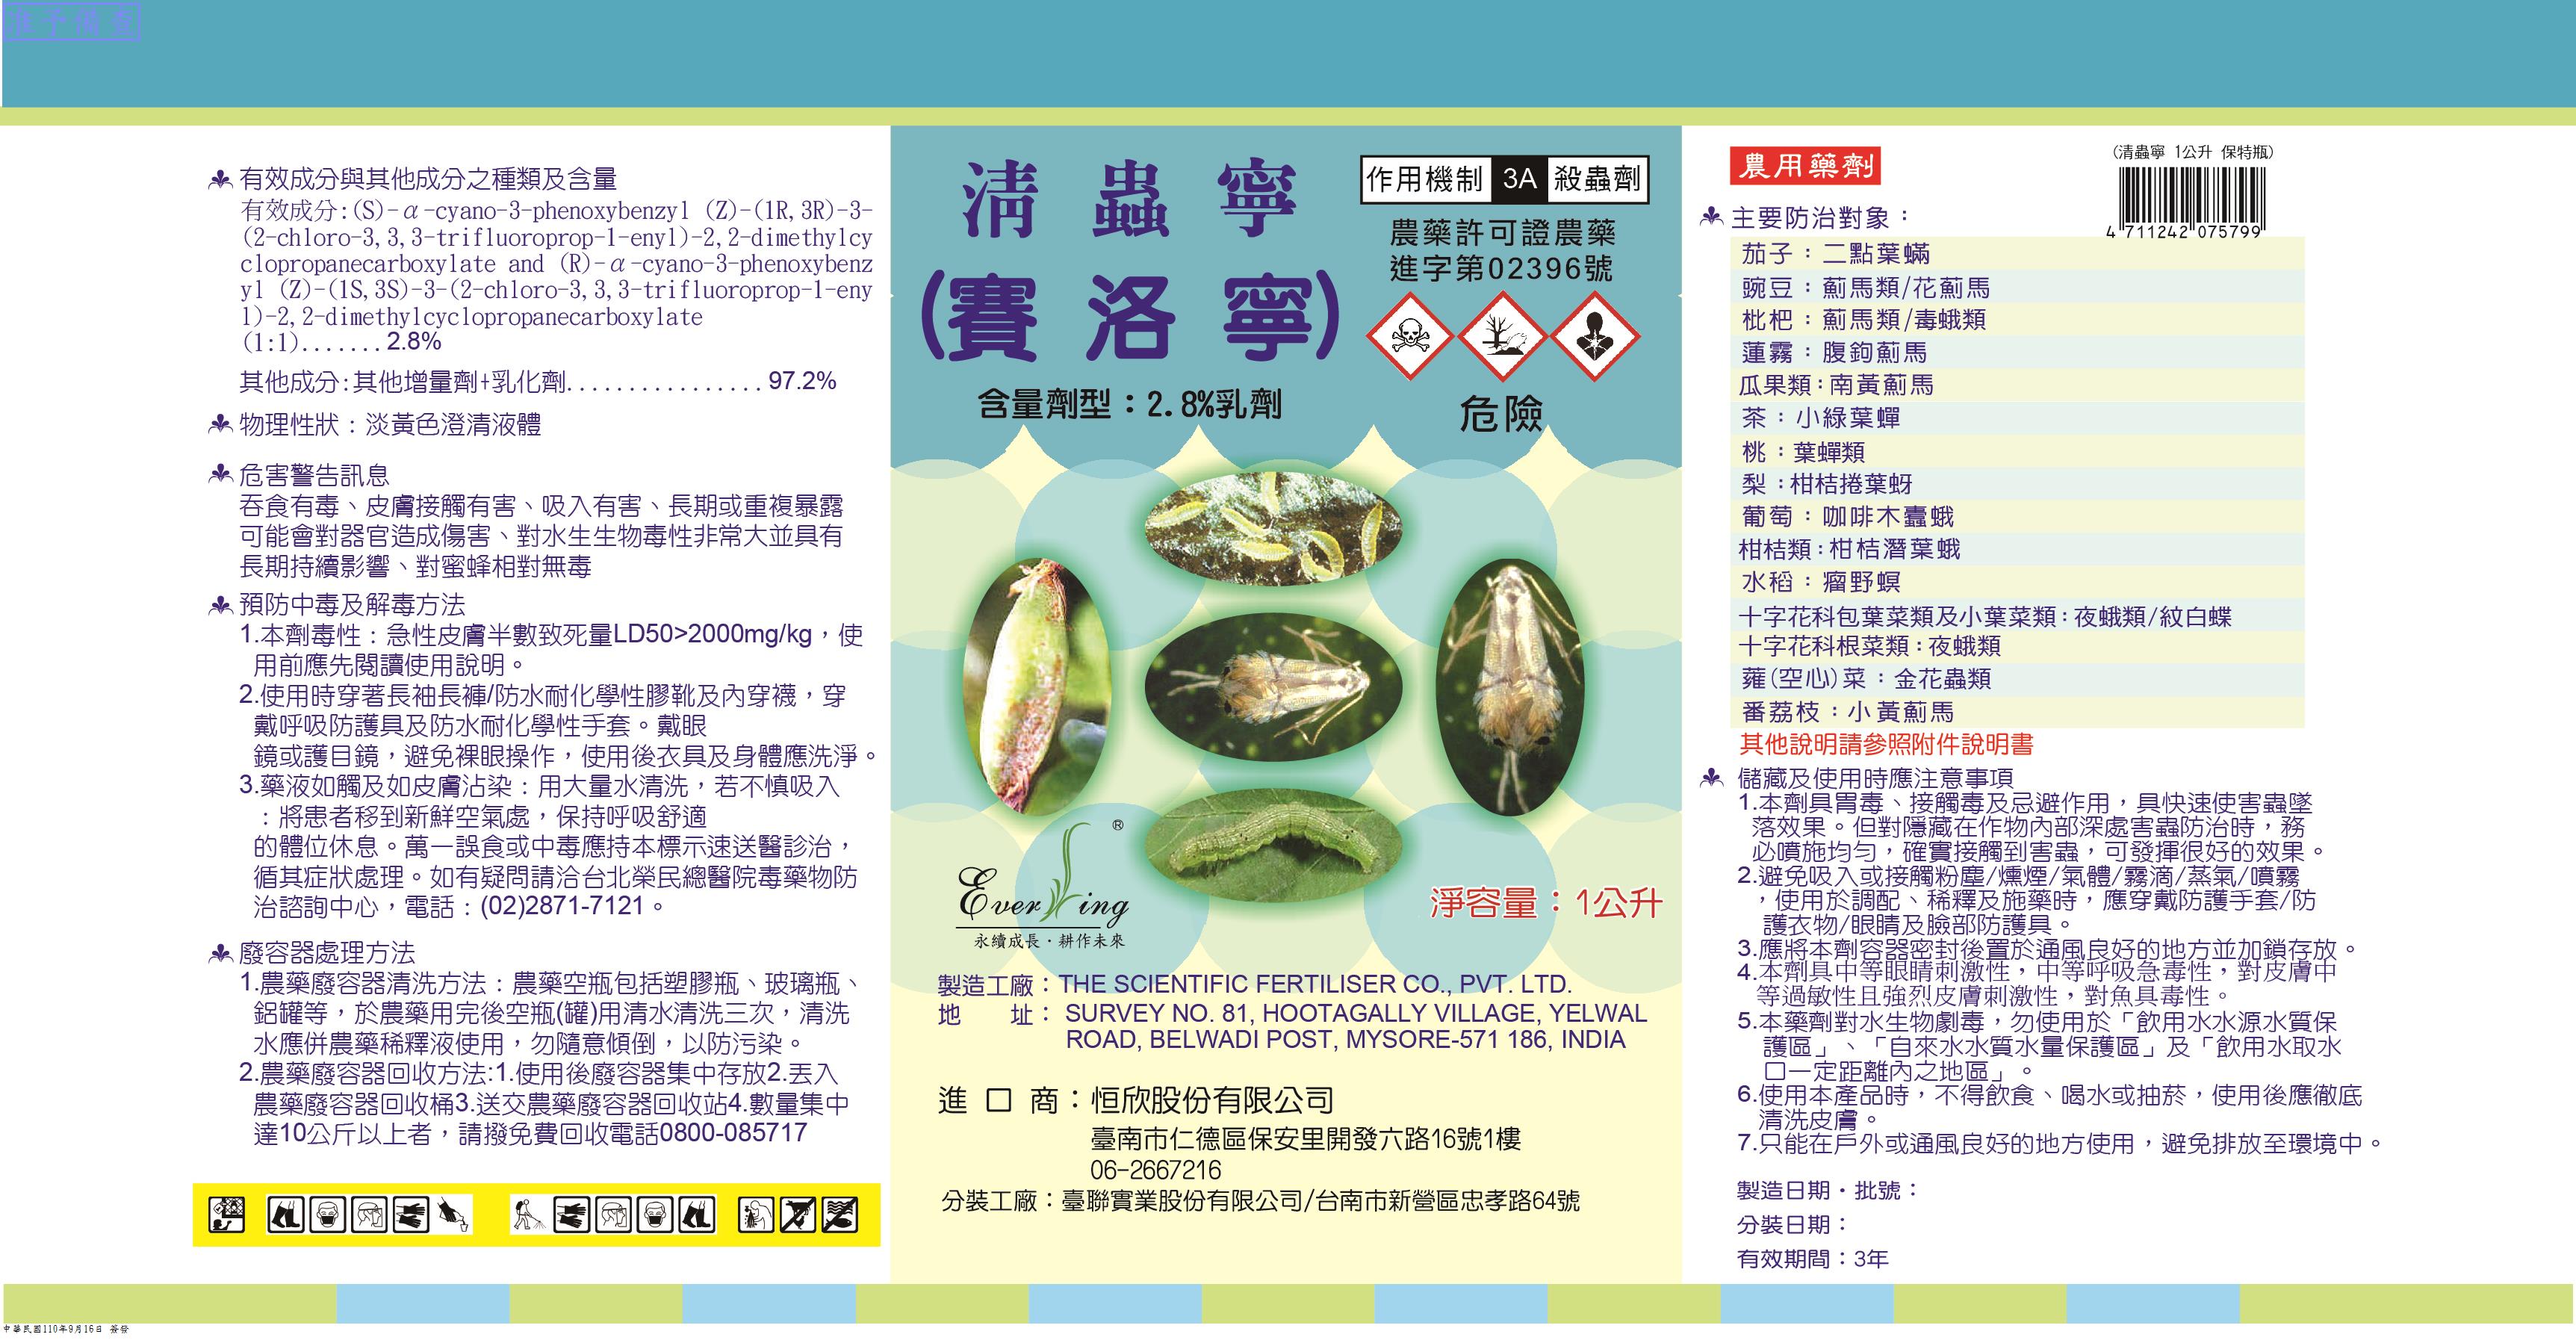 准予備查
有效成分與其他成分之種類及含量
有效成分:(S)-α-cyano-3-phenoxybenzyl (Z)-(1R,3R)-3-
(2-chloro-3,3,3-trifluoroprop-1-enyl)-2,2-dimethylcy
clopropanecarboxylate and (R)-α-cyano-3-phenoxybenz
yl (Z)-(1S,3S)-3-(2-chloro-3,3,3-trifluoroprop-1-eny
l)-2,2-dimethylcyclopropanecarboxylate
(1:1).......2.8%
其他成分:其他增量劑+乳化劑................97.2%
物理性狀：淡黃色澄清液體
危害警告訊息
吞食有毒、皮膚接觸有害、吸入有害、長期或重複暴露
可能會對器官造成傷害、對水生生物毒性非常大並具有
長期持續影響、對蜜蜂相對無毒
預防中毒及解毒方法
1.本劑毒性：急性皮膚半數致死量LD50>2000mg/kg，使
用前應先閱讀使用說明。
2.使用時穿著長袖長褲/防水耐化學性膠靴及內穿襪，穿
戴呼吸防護具及防水耐化學性手套。戴眼
鏡或護目鏡，避免裸眼操作，使用後衣具及身體應洗淨。
3.藥液如觸及如皮膚沾染：用大量水清洗，若不慎吸入
：將患者移到新鮮空氣處，保持呼吸舒適
的體位休息。萬一誤食或中毒應持本標示速送醫診治，
循其症狀處理。如有疑問請洽台北榮民總醫院毒藥物防
治諮詢中心，電話：(02)2871-7121。
廢容器處理方法
1.農藥廢容器清洗方法：農藥空瓶包括塑膠瓶、玻璃瓶、
鋁罐等，於農藥用完後空瓶(罐)用清水清洗三次，清洗
水應併農藥稀釋液使用，勿隨意傾倒，以防污染。
2.農藥廢容器回收方法:1.使用後廢容器集中存放2.丟入
農藥廢容器回收桶3.送交農藥廢容器回收站4.數量集中
達10公斤以上者，請撥免費回收電話0800-085717
清蟲寧
(賽洛寧)
含量劑型：2.8%乳劑
作用機制 3A 殺蟲劑
農藥許可證農藥
進字第02396號
危險
®
EverXing
永續成長·耕作未來
淨容量：1公升
製造工廠：THE SCIENTIFIC FERTILISER CO., PVT. LTD.
地　　址： SURVEY NO. 81, HOOTAGALLY VILLAGE, YELWAL
ROAD, BELWADI POST, MYSORE-571 186, INDIA
進 口 商：恒欣股份有限公司
臺南市仁德區保安里開發六路16號1樓
06-2667216
分裝工廠：臺聯實業股份有限公司/台南市新營區忠孝路64號
農用藥劑
(清蟲寧 1公升 保特瓶)
4 711242 075799
主要防治對象：
茄子：二點葉蟎
豌豆：薊馬類/花薊馬
枇杷：薊馬類/毒蛾類
蓮霧：腹鉤薊馬
瓜果類：南黃薊馬
茶：小綠葉蟬
桃：葉蟬類
梨：柑桔捲葉蚜
葡萄：咖啡木蠹蛾
柑桔類：柑桔潛葉蛾
水稻：瘤野螟
十字花科包葉菜類及小葉菜類：夜蛾類/紋白蝶
十字花科根菜類：夜蛾類
蕹(空心)菜：金花蟲類
番荔枝：小黃薊馬
其他說明請參照附件說明書
儲藏及使用時應注意事項
1.本劑具胃毒、接觸毒及忌避作用，具快速使害蟲墜
落效果。但對隱藏在作物內部深處害蟲防治時，務
必噴施均勻，確實接觸到害蟲，可發揮很好的效果。
2.避免吸入或接觸粉塵/燻煙/氣體/霧滴/蒸氣/噴霧
，使用於調配、稀釋及施藥時，應穿戴防護手套/防
護衣物/眼睛及臉部防護具。
3.應將本劑容器密封後置於通風良好的地方並加鎖存放。
4.本劑具中等眼睛刺激性，中等呼吸急毒性，對皮膚中
等過敏性且強烈皮膚刺激性，對魚具毒性。
5.本藥劑對水生物劇毒，勿使用於「飲用水水源水質保
護區」、「自來水水質水量保護區」及「飲用水取水
口一定距離內之地區」。
6.使用本產品時，不得飲食、喝水或抽菸，使用後應徹底
清洗皮膚。
7.只能在戶外或通風良好的地方使用，避免排放至環境中。
製造日期·批號：
分裝日期：
有效期間：3年
中華民國110年9月16日 簽發